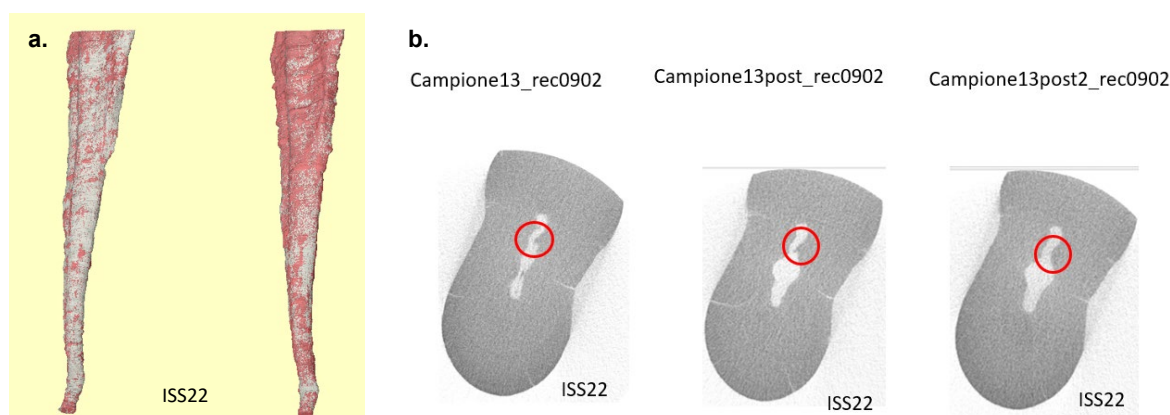 a.
ISS22
b.
Campione13_rec0902
Campione13post_rec0902
Campione13post2_rec0902
ISS22
ISS22
ISS22